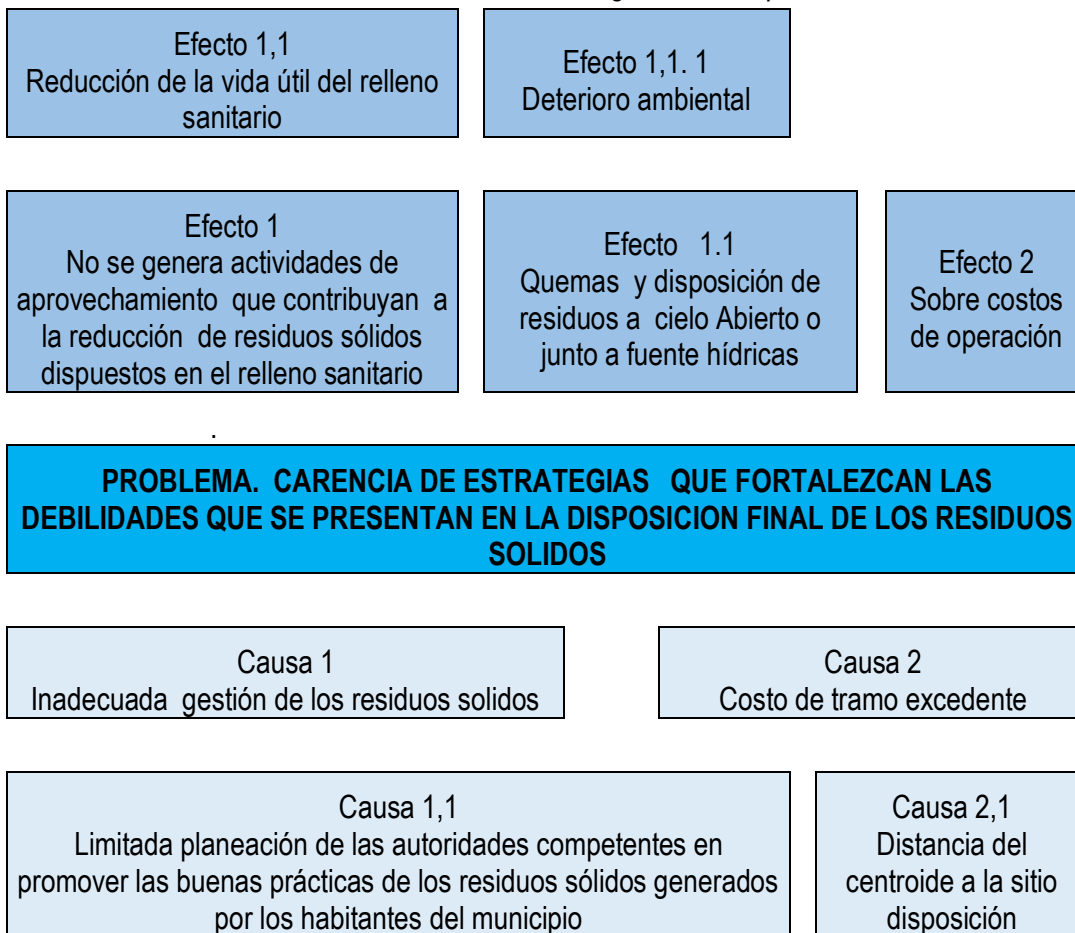 Efecto 1,1
Reducción de la vida útil del relleno
sanitario
Efecto 1,1. 1
Deterioro ambiental
Efecto 1
No se genera actividades de
aprovechamiento que contribuyan a
la reducción de residuos sólidos
dispuestos en el relleno sanitario
Efecto 1.1
Quemas y disposición de
residuos a cielo Abierto o
junto a fuente hídricas
Efecto 2
Sobre costos
de operación
.
PROBLEMA. CARENCIA DE ESTRATEGIAS QUE FORTALEZCAN LAS
DEBILIDADES QUE SE PRESENTAN EN LA DISPOSICION FINAL DE LOS RESIDUOS
SOLIDOS
Causa 1
Inadecuada gestión de los residuos solidos
Causa 2
Costo de tramo excedente
Causa 1,1
Limitada planeación de las autoridades competentes en
promover las buenas prácticas de los residuos sólidos generados
por los habitantes del municipio
Causa 2,1
Distancia del
centroide a la sitio
disposición